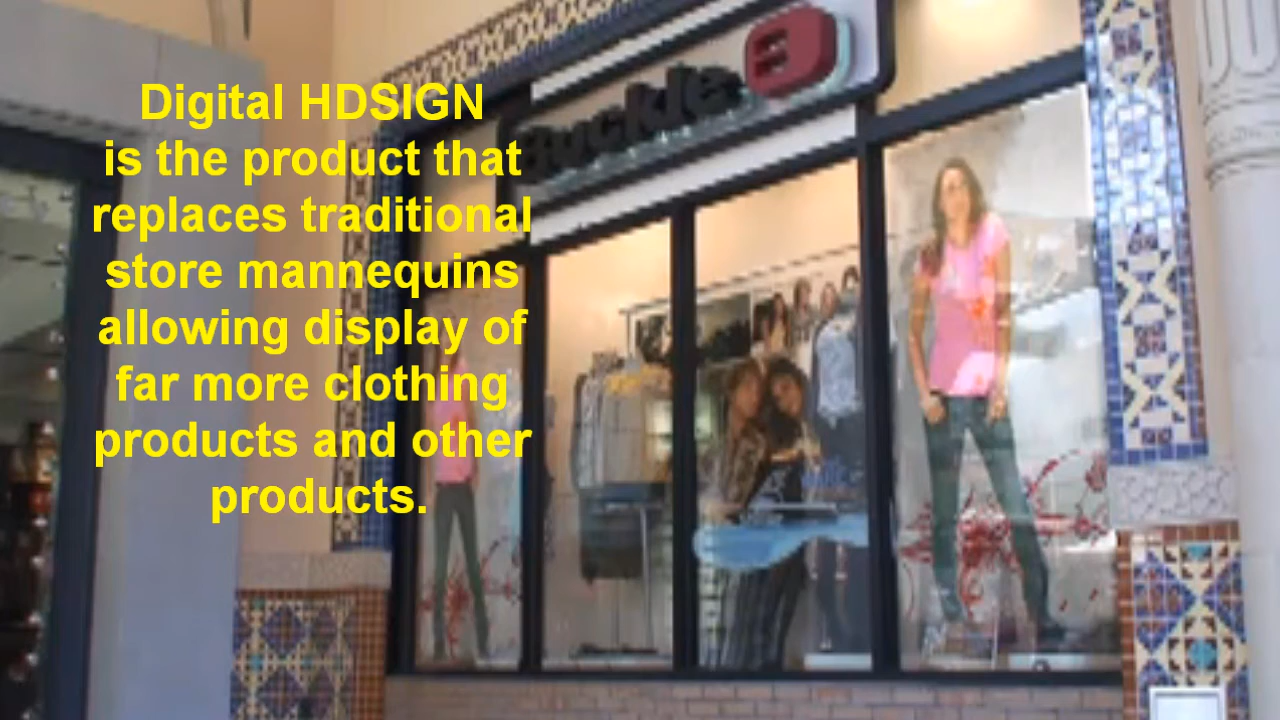 Digital HDSIGN
is the product that
replaces traditional
store mannequins
allowing display of
far more clothing
products and other
products.
Buckle
B